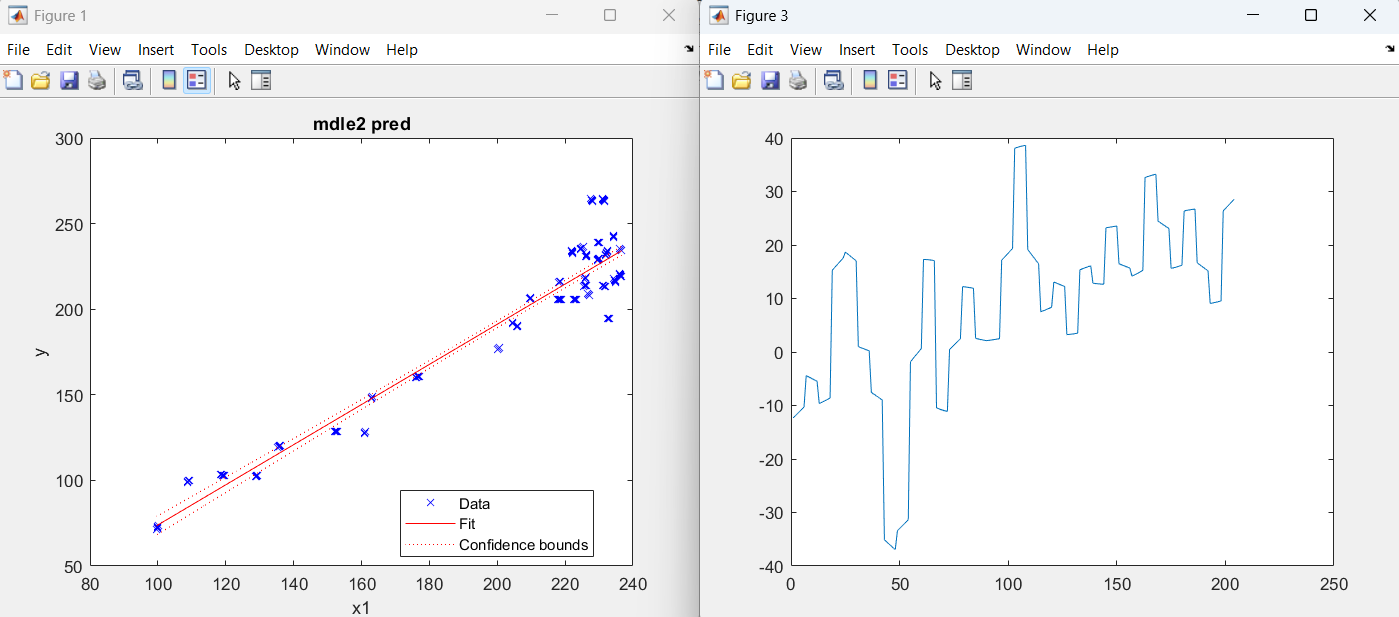 Figure 1
File Edit View Insert Tools Desktop Window Help
mdle2 pred
300
250
200
150
100
50
y
80 100 120 140 160 180 200 220 240
x1
Data
Fit
Confidence bounds
Figure 3
File Edit View Insert Tools Desktop Window Help
40
30
20
10
0
-10
-20
-30
-40
0 50 100 150 200 250